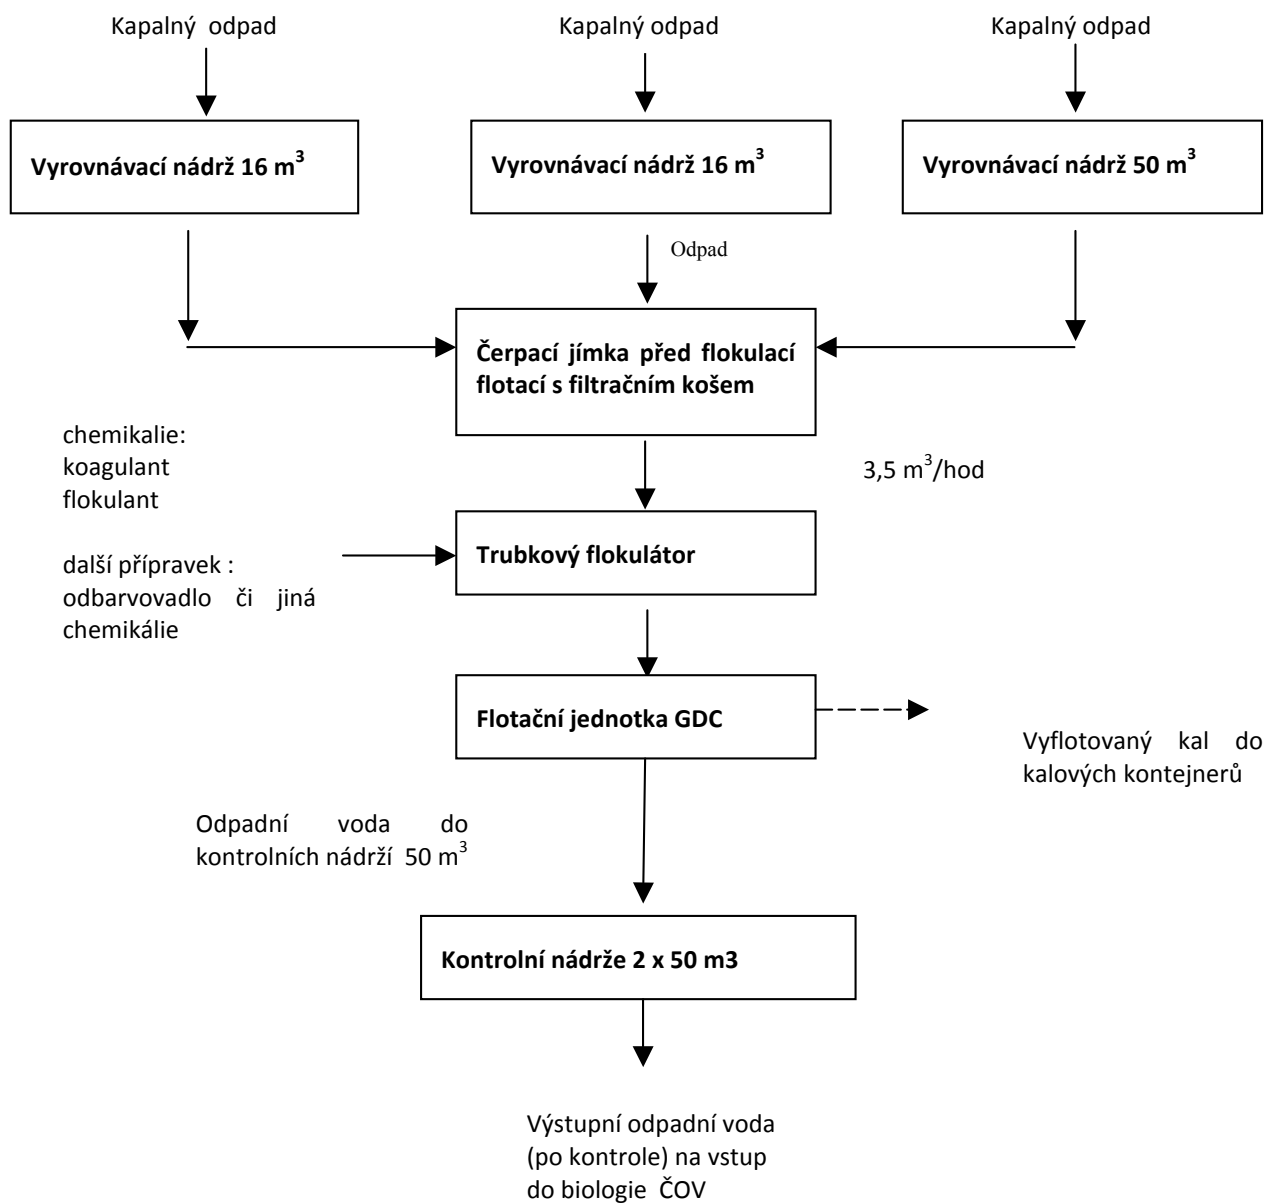 Kapalný odpad
Kapalný odpad
Kapalný odpad
Vyrovnávací nádrž 16 m³
Vyrovnávací nádrž 16 m³
Vyrovnávací nádrž 50 m³
Odpad
Čerpací jímka před flokulací
flotací s filtračním košem
chemikalie:
koagulant
flokulant
3,5 m³/hod
další přípravek :
odbarvovadlo či jiná
chemikálie
Trubkový flokulátor
Flotační jednotka GDC
Vyflotovaný kal do
kalových kontejnerů
Odpadní voda do
kontrolních nádrží 50 m³
Kontrolní nádrže 2 x 50 m3
Výstupní odpadní voda
(po kontrole) na vstup
do biologie ČOV